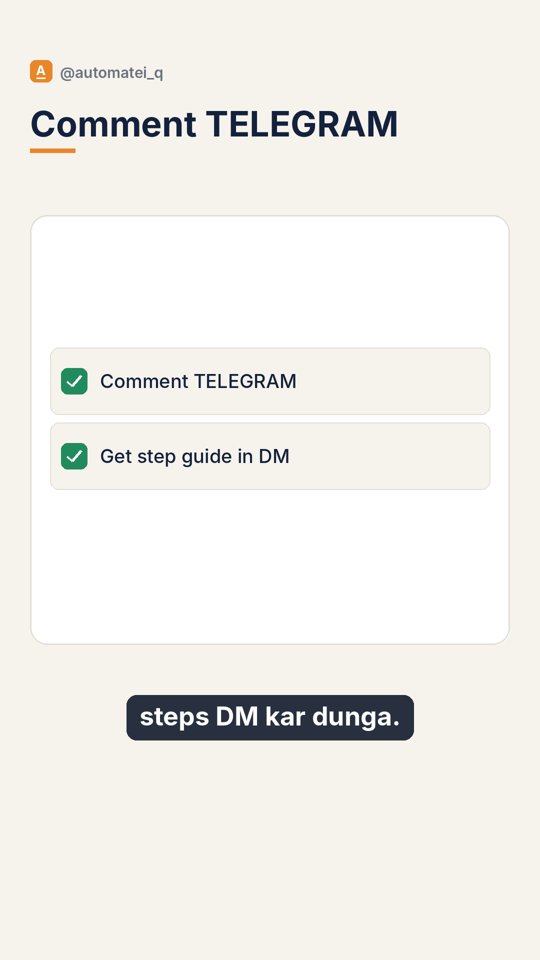 A @automatei_q
Comment TELEGRAM
Comment TELEGRAM
Get step guide in DM
steps DM kar dunga.